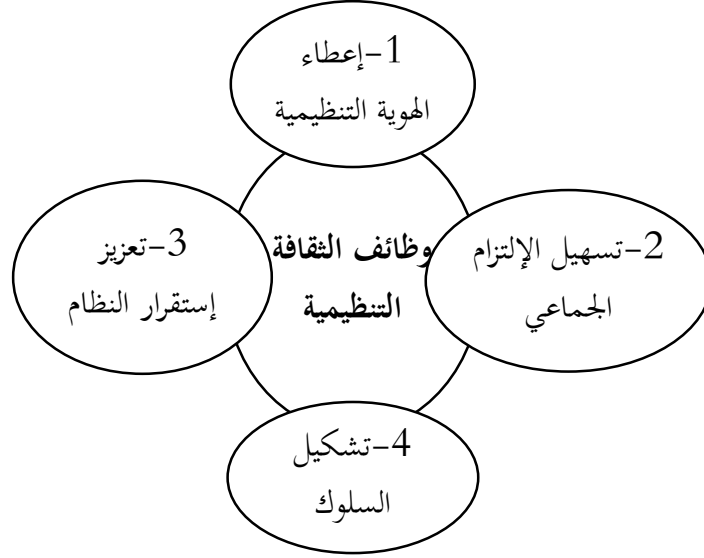 1-إعطاء
الهوية التنظيمية
وظائف الثقافة
التنظيمية
2-تسهيل الإلتزام
الجماعي
3-تعزيز
إستقرار النظام
4-تشكيل
السلوك